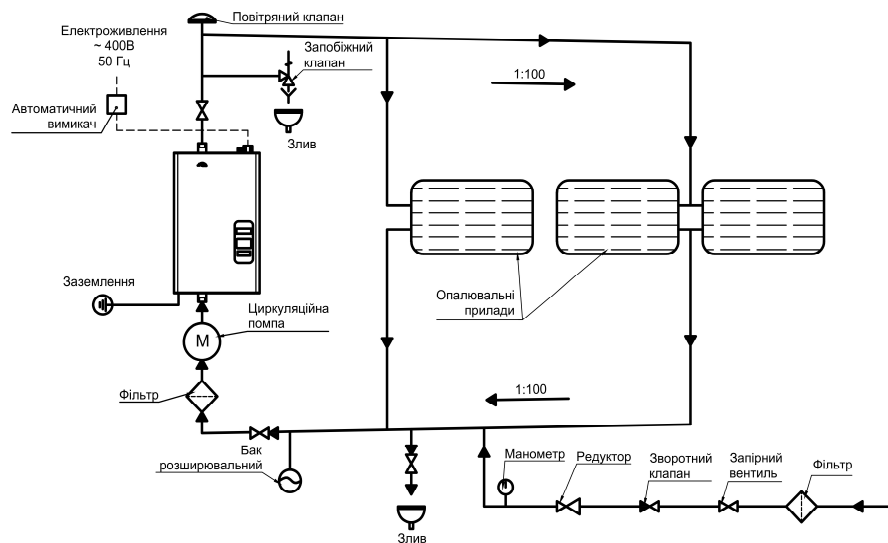 Повітряний клапан
Електроживлення
~ 400В
50 Гц
Запобіжний
клапан
1:100
Автоматичний
вимикач
Злив
Заземлення
Опалювальні
прилади
Циркуляційна
помпа
М
1:100
Фільтр
Бак
розширювальний
Манометр
Редуктор
Зворотний
клапан
Запірний
вентиль
Фільтр
Злив